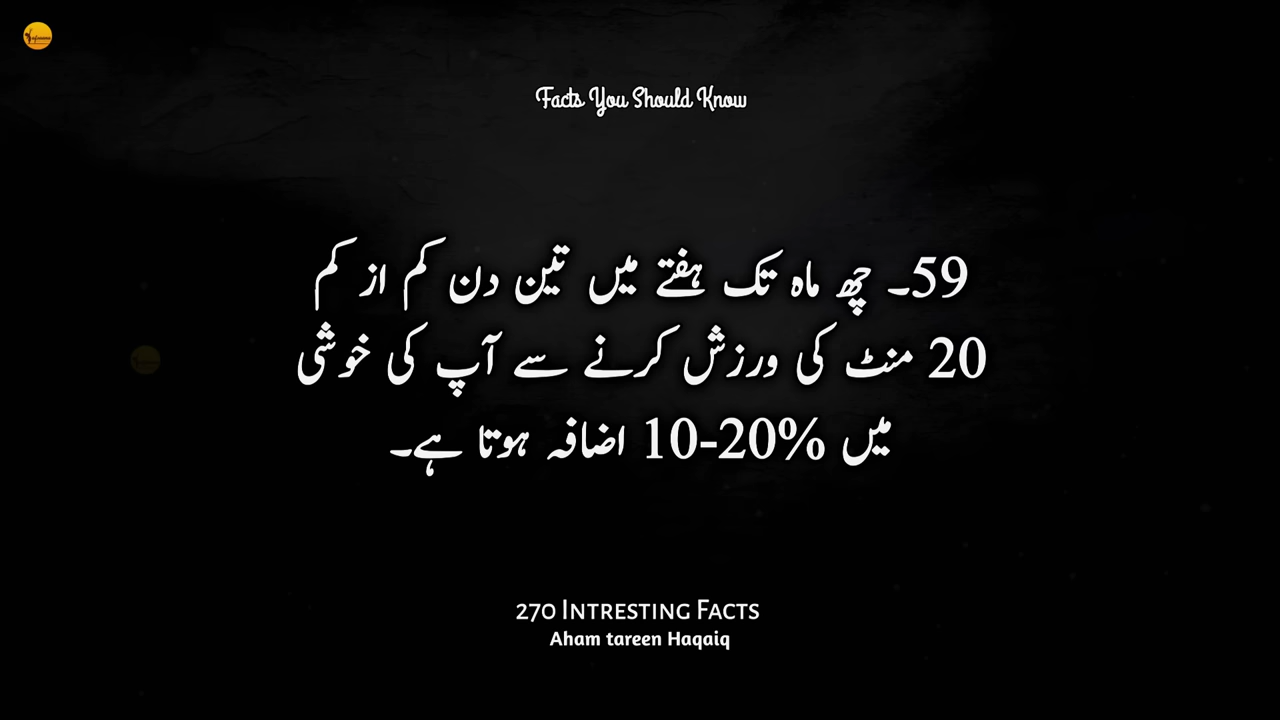 Facts You Should Know
59۔ چھ ماہ تک ہفتے میں تین دن کم از کم
20 منٹ کی ورزش کرنے سے آپ کی خوشی
میں 10-20% اضافہ ہوتا ہے۔
270 Intresting Facts
Aham tareen Haqaiq